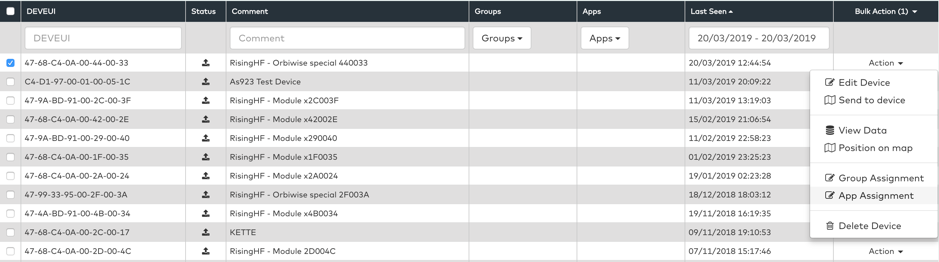 DEVEUI Status Comment Groups Apps Last Seen Bulk Action (1)
DEVEUI Comment Groups Apps 20/03/2019 - 20/03/2019
47-68-C4-0A-00-44-00-33 RisingHF - Orbiwise special 440033 20/03/2019 12:44:54 Action
C4-D1-97-00-01-00-05-1C As923 Test Device 11/03/2019 20:09:22
Edit Device
47-9A-BD-91-00-2C-00-3F RisingHF - Module x2C003F 11/03/2019 13:19:03
Send to device
47-68-C4-0A-00-42-00-2E RisingHF - Module x42002E 15/02/2019 21:06:54
View Data
47-9A-BD-91-00-29-00-40 RisingHF - Module x290040 11/02/2019 22:58:23
Position on map
47-68-C4-0A-00-1F-00-35 RisingHF - Module x1F0035 01/02/2019 23:25:23
47-68-C4-0A-00-2A-00-24 RisingHF - Module x2A0024 19/01/2019 02:23:28
Group Assignment
47-99-33-95-00-2F-00-3A RisingHF - Orbiwise special 2F003A 18/12/2018 18:03:12
App Assignment
47-4A-BD-91-00-4B-00-34 RisingHF - Module x4B0034 19/11/2018 16:19:35
Delete Device
47-68-C4-0A-00-2C-00-17 KETTE 09/11/2018 19:10:53
47-68-C4-0A-00-2D-00-4C RisingHF - Module 2D004C 07/11/2018 15:17:46 Action